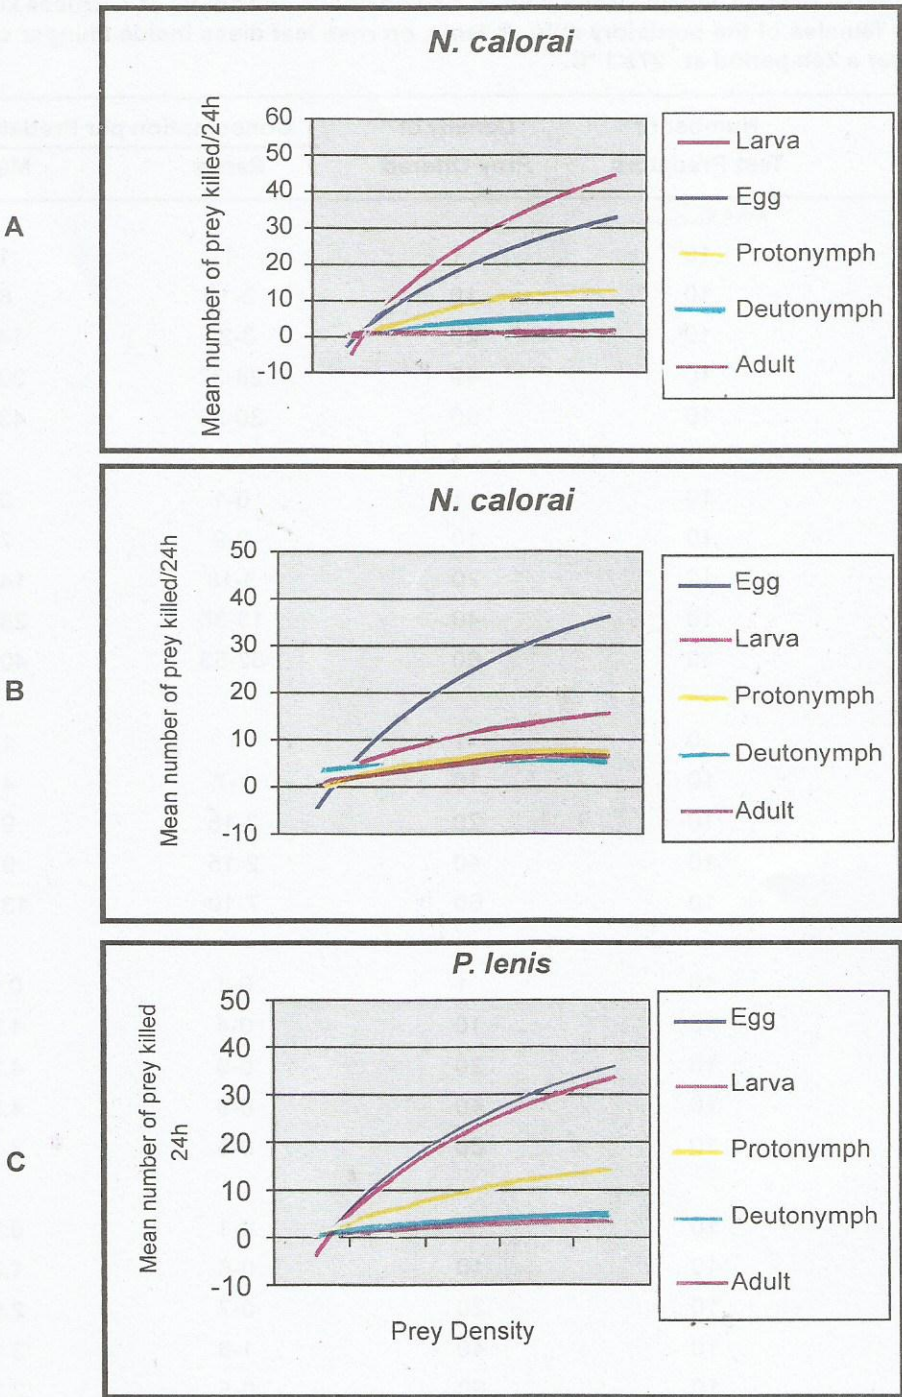 A
N. calorai
Mean number of prey killed/24h
60
50
40
30
20
10
0
-10
Larva
Egg
Protonymph
Deutonymph
Adult
B
N. calorai
Mean number of prey killed/24h
50
40
30
20
10
0
-10
Egg
Larva
Protonymph
Deutonymph
Adult
C
P. lenis
Mean number of prey killed
24h
50
40
30
20
10
0
-10
Prey Density
Egg
Larva
Protonymph
Deutonymph
Adult